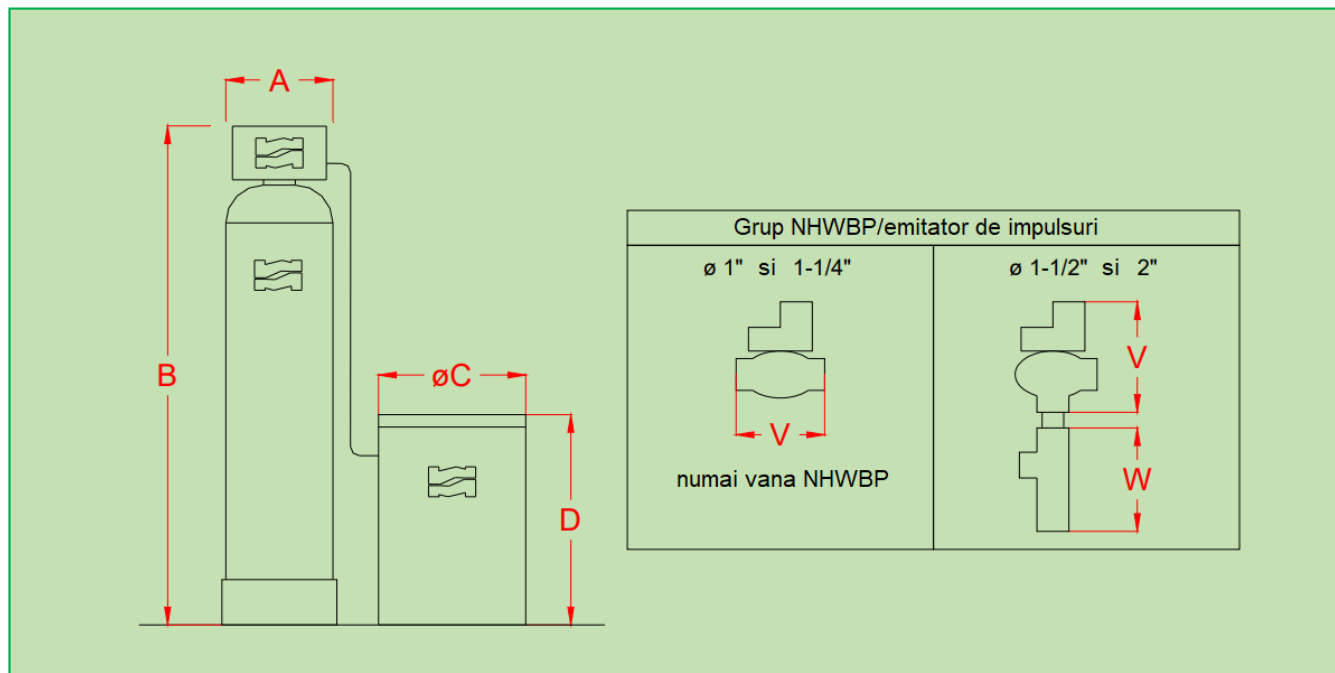 A
B
øC
D
Grup NHWBP/emitator de impulsuri
ø 1" si 1-1/4"
V
numai vana NHWBP
ø 1-1/2" si 2"
V
W